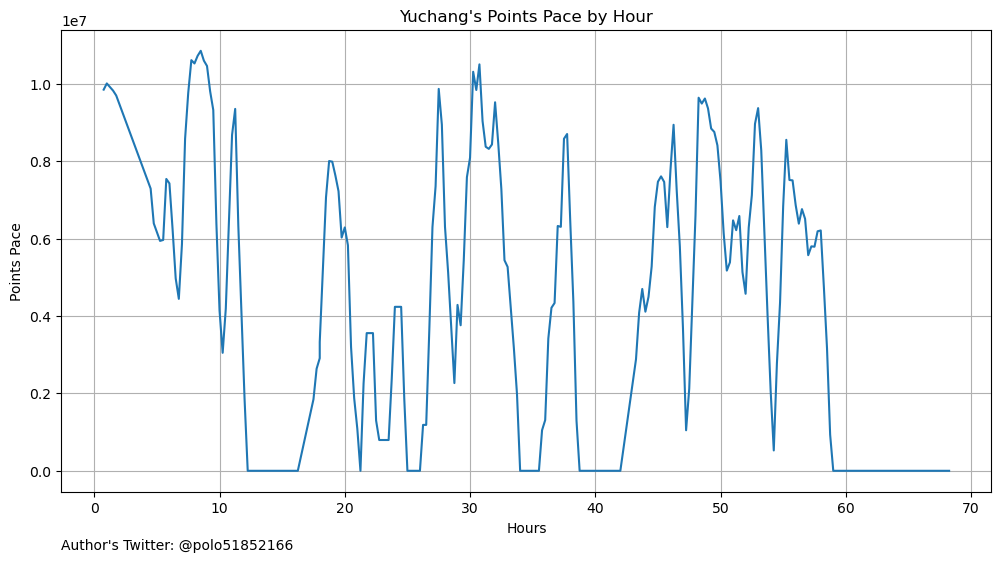 Yuchang's Points Pace by Hour
1e7
1.0
0.8
0.6
0.4
0.2
0.0
Points Pace
0 10 20 30 40 50 60 70
Hours
Author's Twitter: @polo51852166